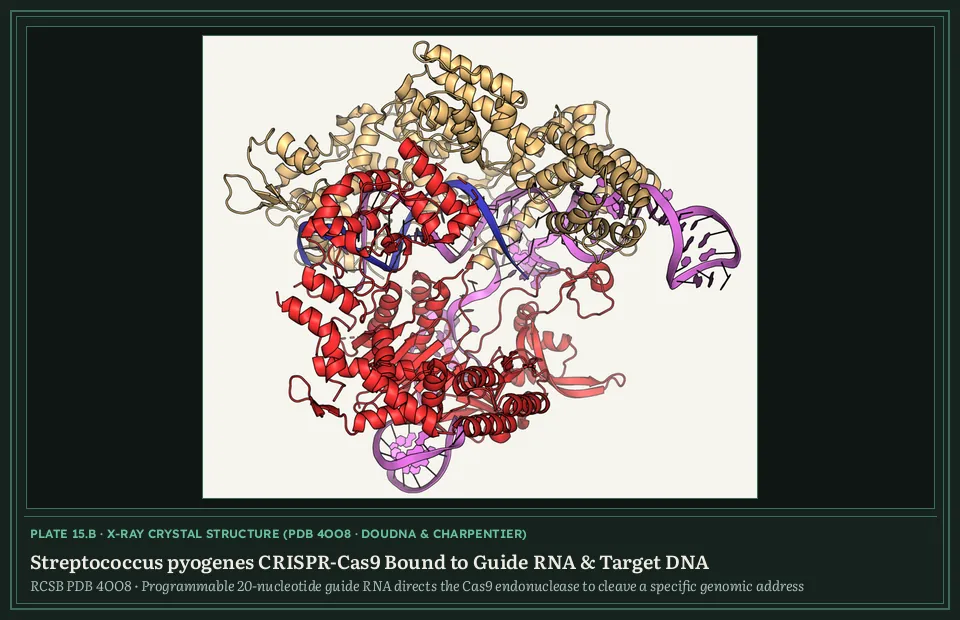 PLATE 15.B · X-RAY CRYSTAL STRUCTURE (PDB 4OO8 · DOUDNA & CHARPENTIER)
Streptococcus pyogenes CRISPR-Cas9 Bound to Guide RNA & Target DNA
RCSB PDB 4OO8 · Programmable 20-nucleotide guide RNA directs the Cas9 endonuclease to cleave a specific genomic address